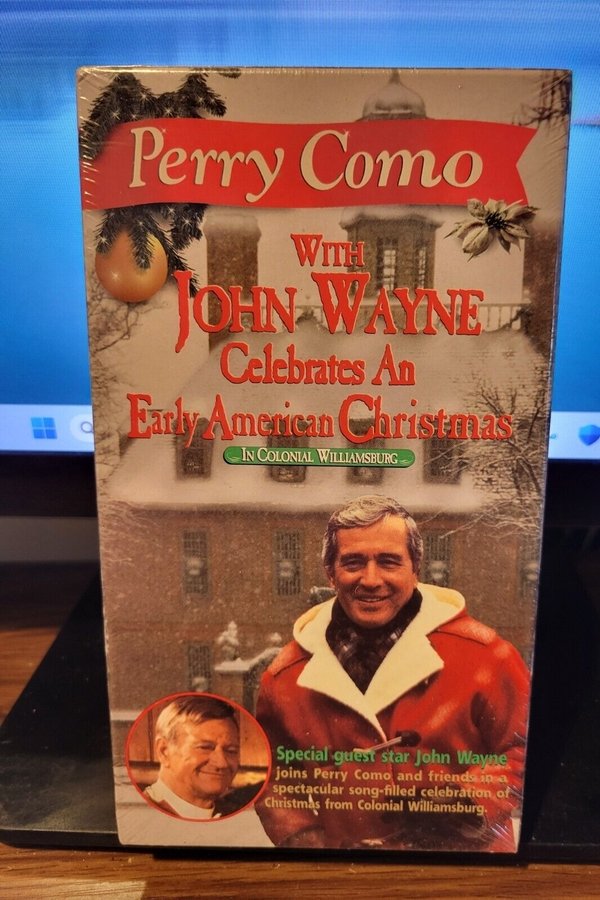 Perry Como
WITH
JOHN WAYNE
Celebrates An
Early American Christmas
IN COLONIAL WILLIAMSBURG
Special guest star John Wayne
joins Perry Como and friends in a
spectacular song-filled celebration of
Christmas from Colonial Williamsburg.